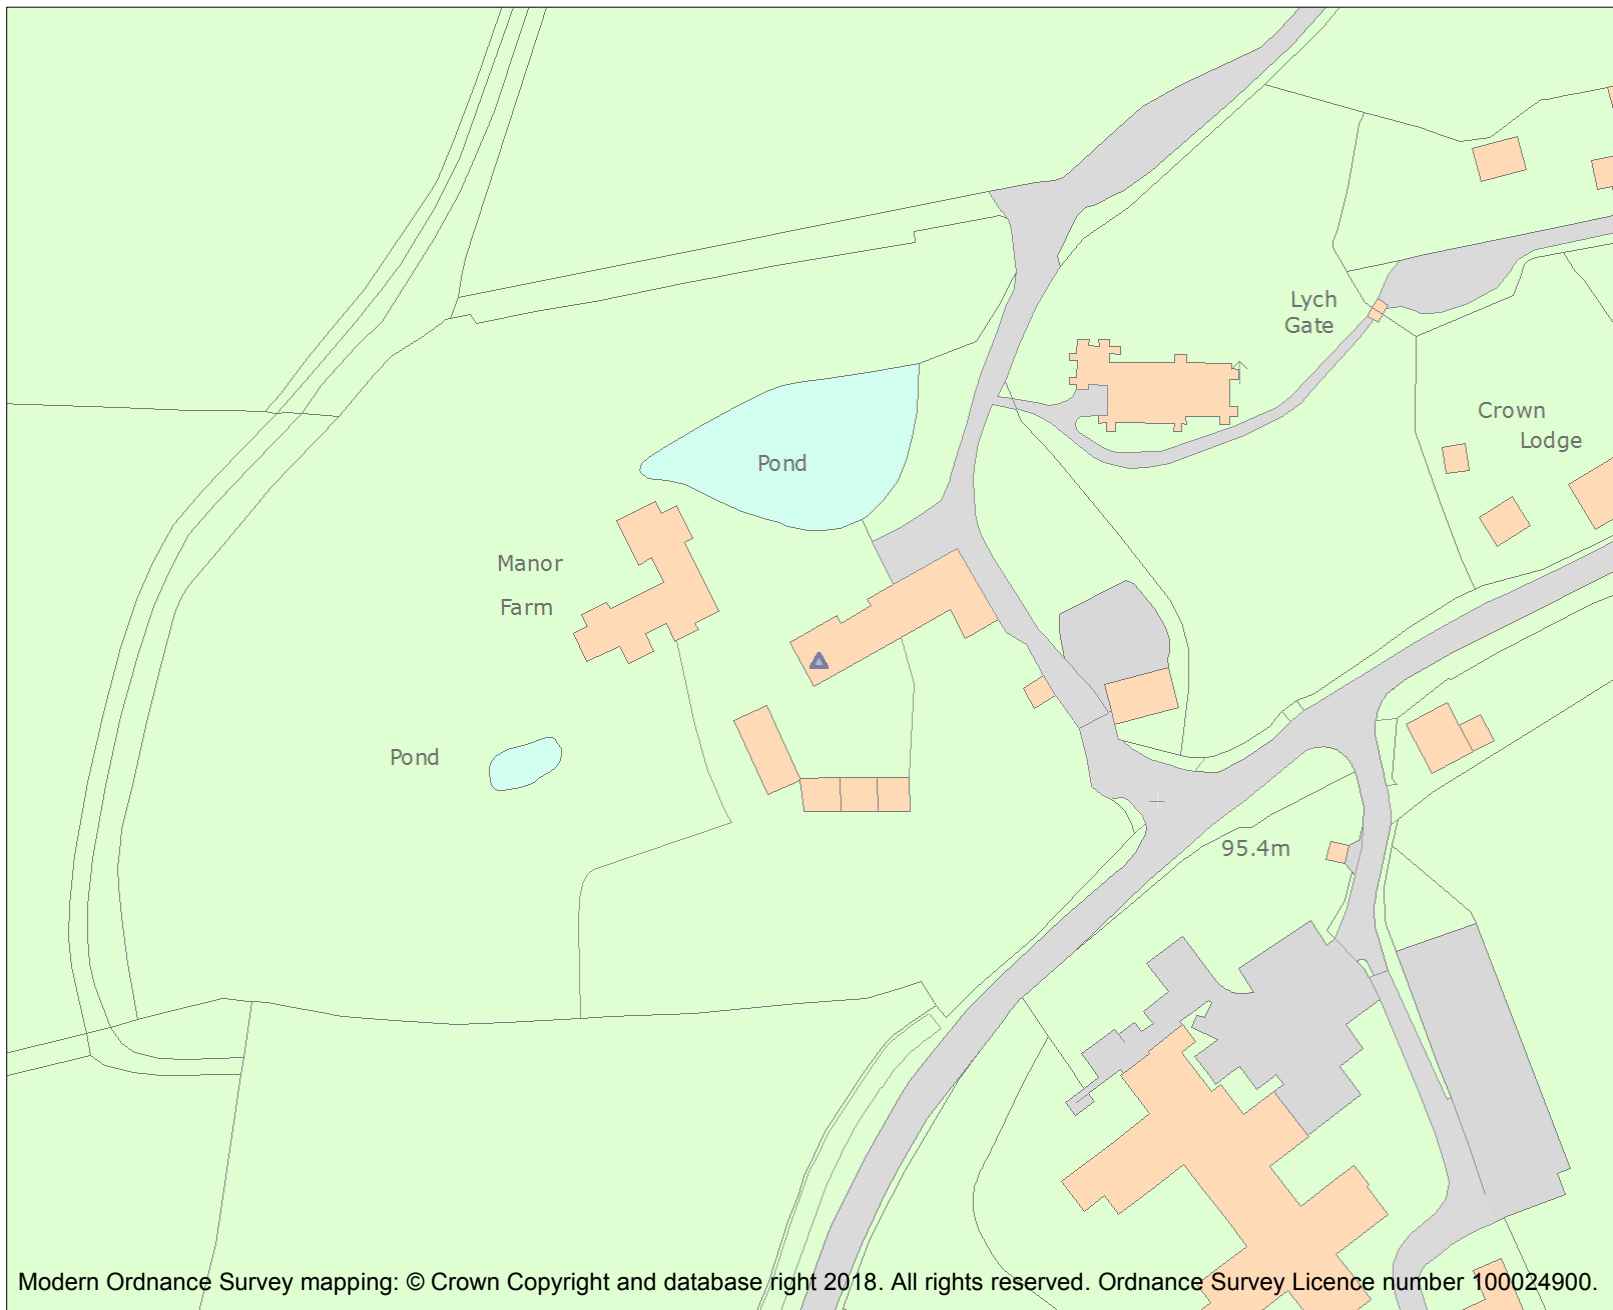 Lych
Gate
Crown
Lodge
Pond
Manor
Farm
Pond
95.4m
Modern Ordnance Survey mapping: © Crown Copyright and database right 2018. All rights reserved. Ordnance Survey Licence number 100024900.